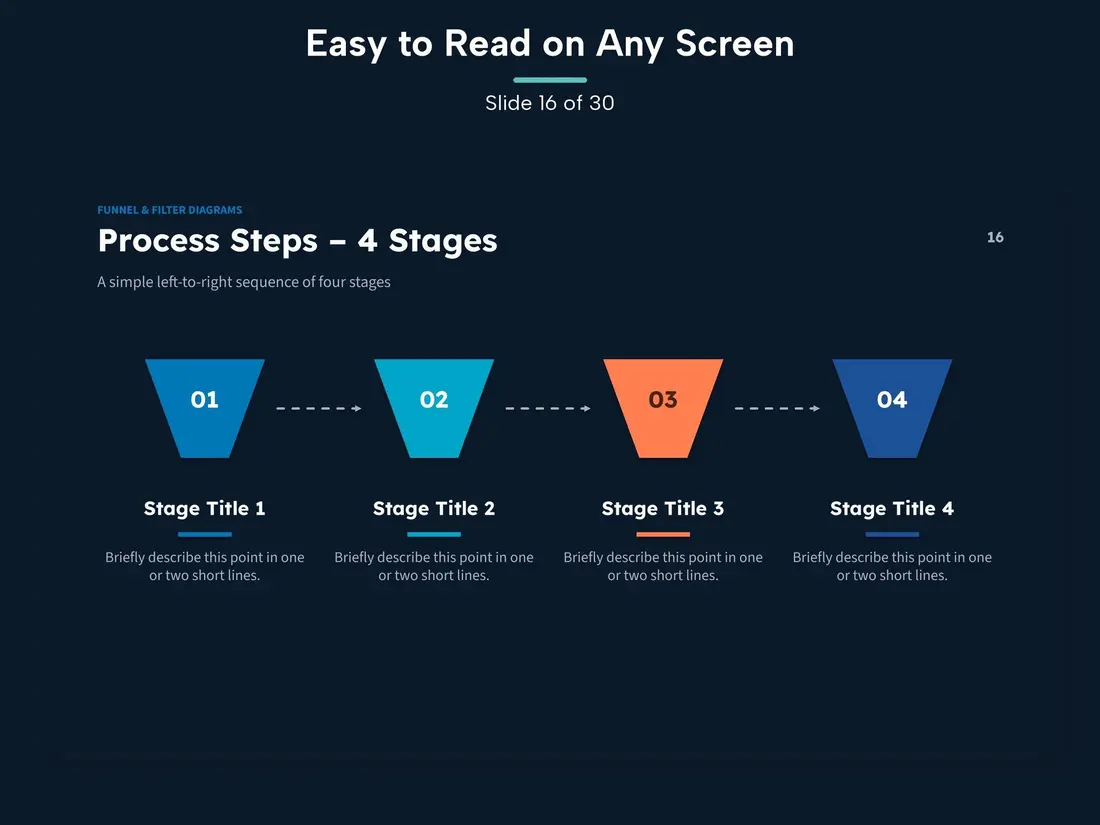 Easy to Read on Any Screen
Slide 16 of 30
FUNNEL & FILTER DIAGRAMS
Process Steps – 4 Stages
16
A simple left-to-right sequence of four stages
01
02
03
04
Stage Title 1
Briefly describe this point in one
or two short lines.
Stage Title 2
Briefly describe this point in one
or two short lines.
Stage Title 3
Briefly describe this point in one
or two short lines.
Stage Title 4
Briefly describe this point in one
or two short lines.